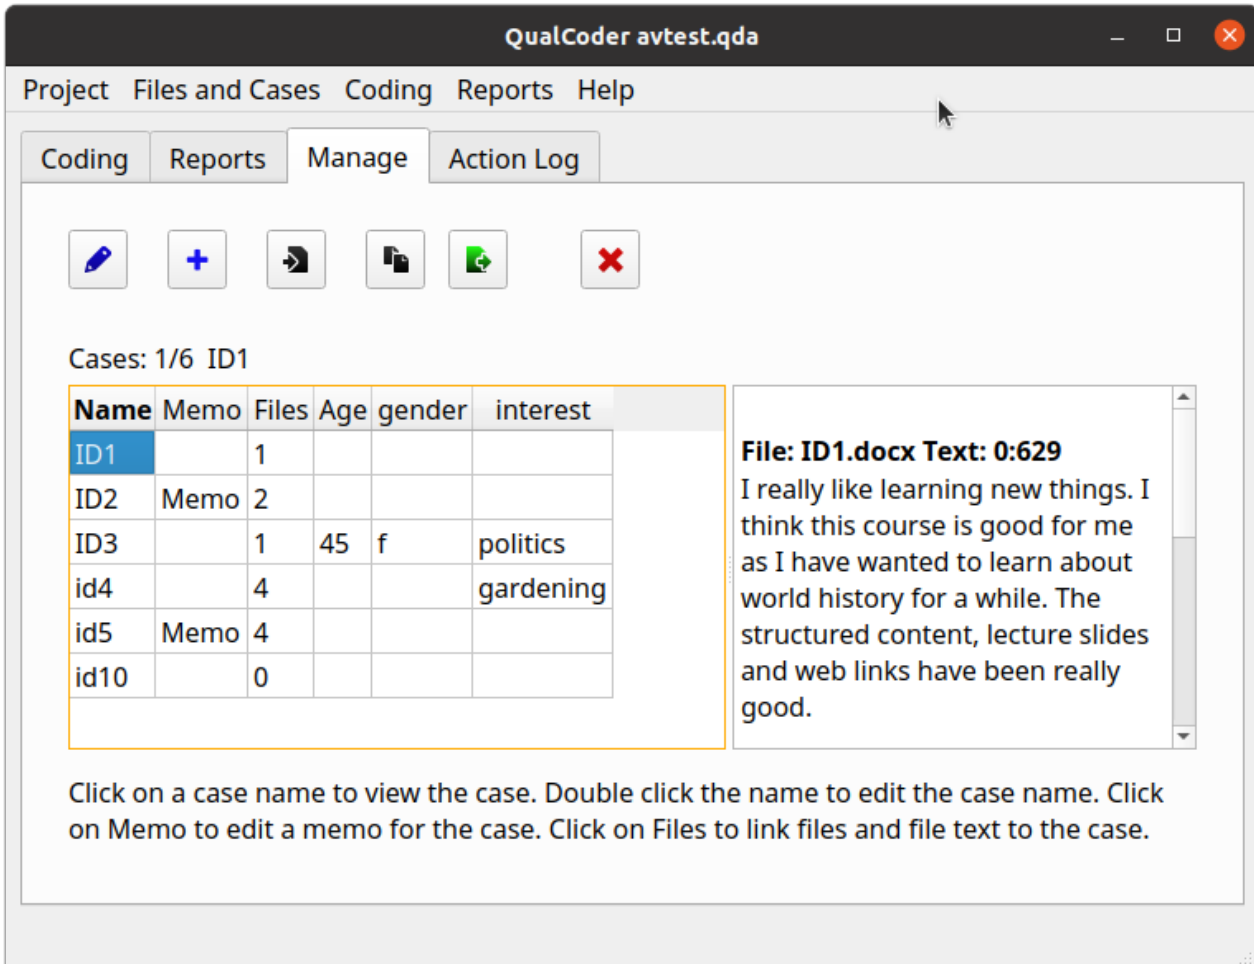 QualCoder avtest.qda
Project Files and Cases Coding Reports Help
Coding Reports Manage Action Log
Cases: 1/6 ID1
Name Memo Files Age gender interest
ID1 1
ID2 Memo 2
ID3 1 45 f politics
id4 4 gardening
id5 Memo 4
id10 0
File: ID1.docx Text: 0:629
I really like learning new things. I
think this course is good for me
as I have wanted to learn about
world history for a while. The
structured content, lecture slides
and web links have been really
good.
Click on a case name to view the case. Double click the name to edit the case name. Click
on Memo to edit a memo for the case. Click on Files to link files and file text to the case.